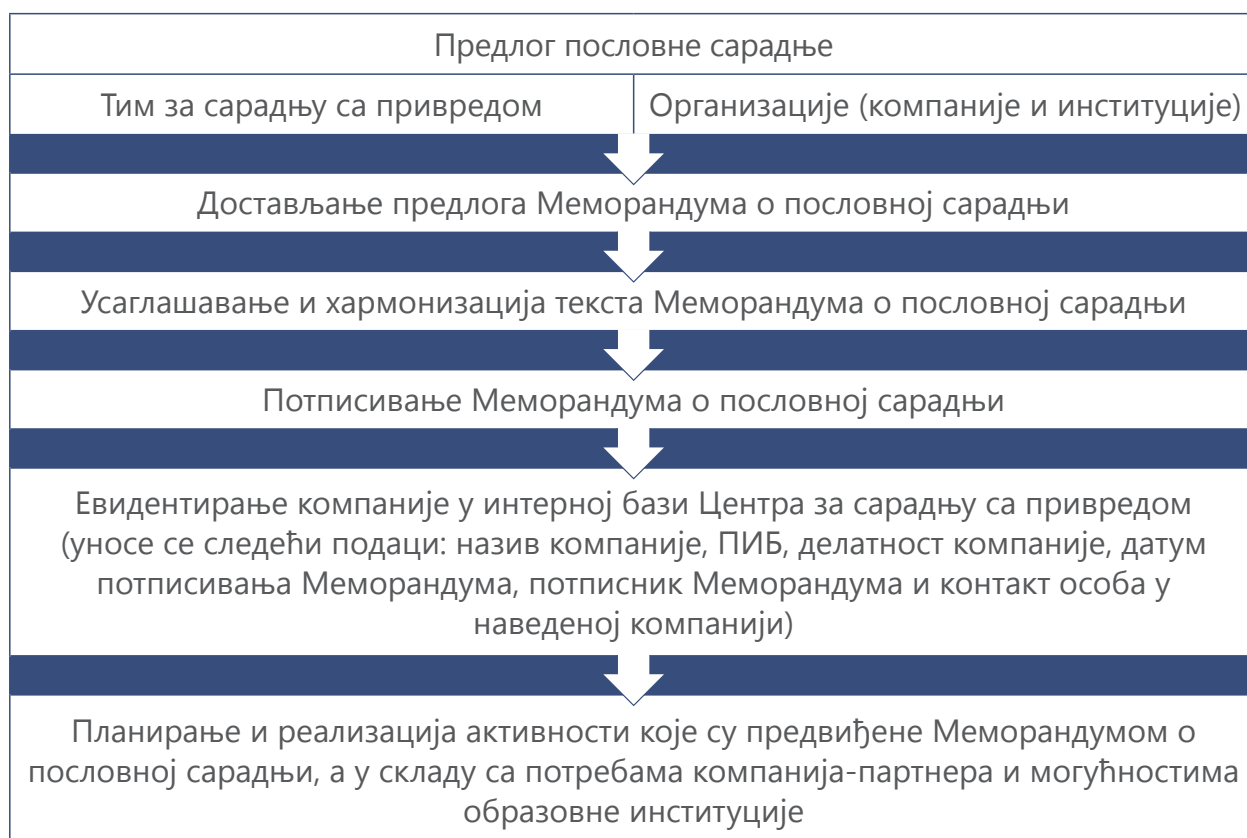 Предлог пословне сарадње
Тим за сарадњу са привредом
Организације (компаније и институције)
Достављање предлога Меморандума о пословној сарадњи
Усаглашавање и хармонизација текста Меморандума о пословној сарадњи
Потписивање Меморандума о пословној сарадњи
Евидентирање компаније у интерној бази Центра за сарадњу са привредом
(уносе се следећи подаци: назив компаније, ПИБ, делатност компаније, датум
потписивања Меморандума, потписник Меморандума и контакт особа у
наведеној компанији)
Планирање и реализација активности које су предвиђене Меморандумом о
пословној сарадњи, а у складу са потребама компанија-партнера и могућностима
образовне институције